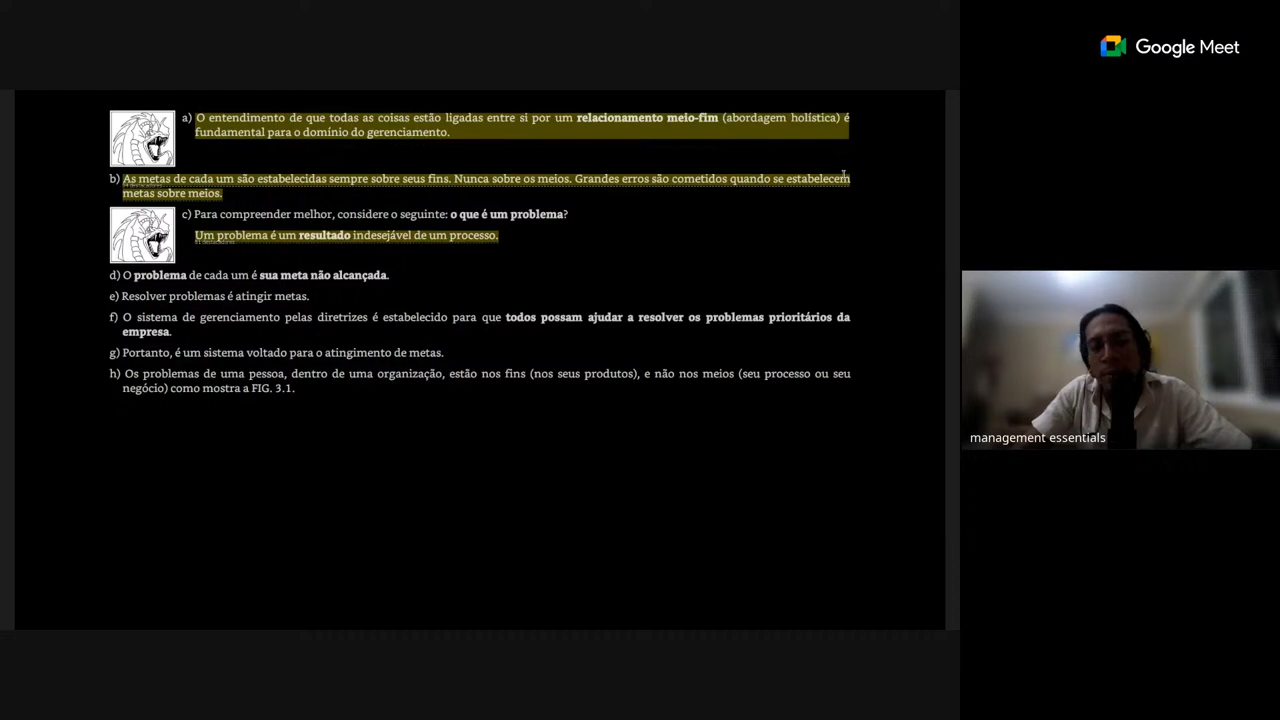 Google Meet
a) O entendimento de que todas as coisas estão ligadas entre si por um relacionamento meio-fim (abordagem holística) é
fundamental para o domínio do gerenciamento.
b) As metas de cada um são estabelecidas sempre sobre seus fins. Nunca sobre os meios. Grandes erros são cometidos quando se estabelecem
metas sobre meios.
c) Para compreender melhor, considere o seguinte: o que é um problema?
Um problema é um resultado indesejável de um processo.
d) O problema de cada um é sua meta não alcançada.
e) Resolver problemas é atingir metas.
f) O sistema de gerenciamento pelas diretrizes é estabelecido para que todos possam ajudar a resolver os problemas prioritários da
empresa.
g) Portanto, é um sistema voltado para o atingimento de metas.
h) Os problemas de uma pessoa, dentro de uma organização, estão nos fins (nos seus produtos), e não nos meios (seu processo ou seu
negócio) como mostra a FIG. 3.1.
management essentials